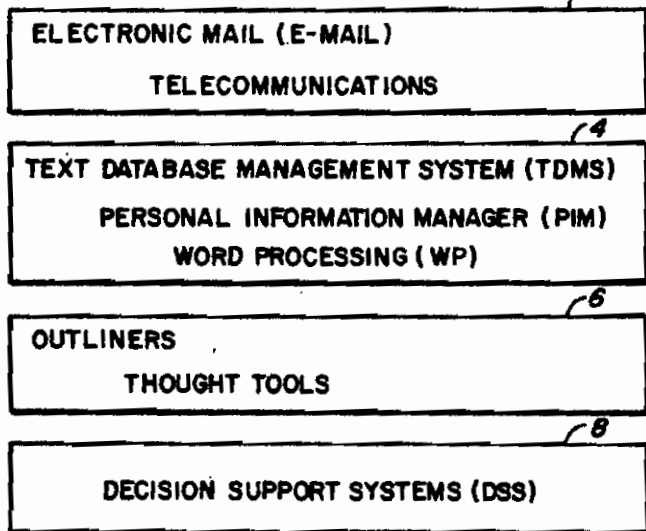 ELECTRONIC MAIL (E-MAIL)
TELECOMMUNICATIONS
4
TEXT DATABASE MANAGEMENT SYSTEM (TDMS)
PERSONAL INFORMATION MANAGER (PIM)
WORD PROCESSING (WP)
6
OUTLINERS
THOUGHT TOOLS
8
DECISION SUPPORT SYSTEMS (DSS)